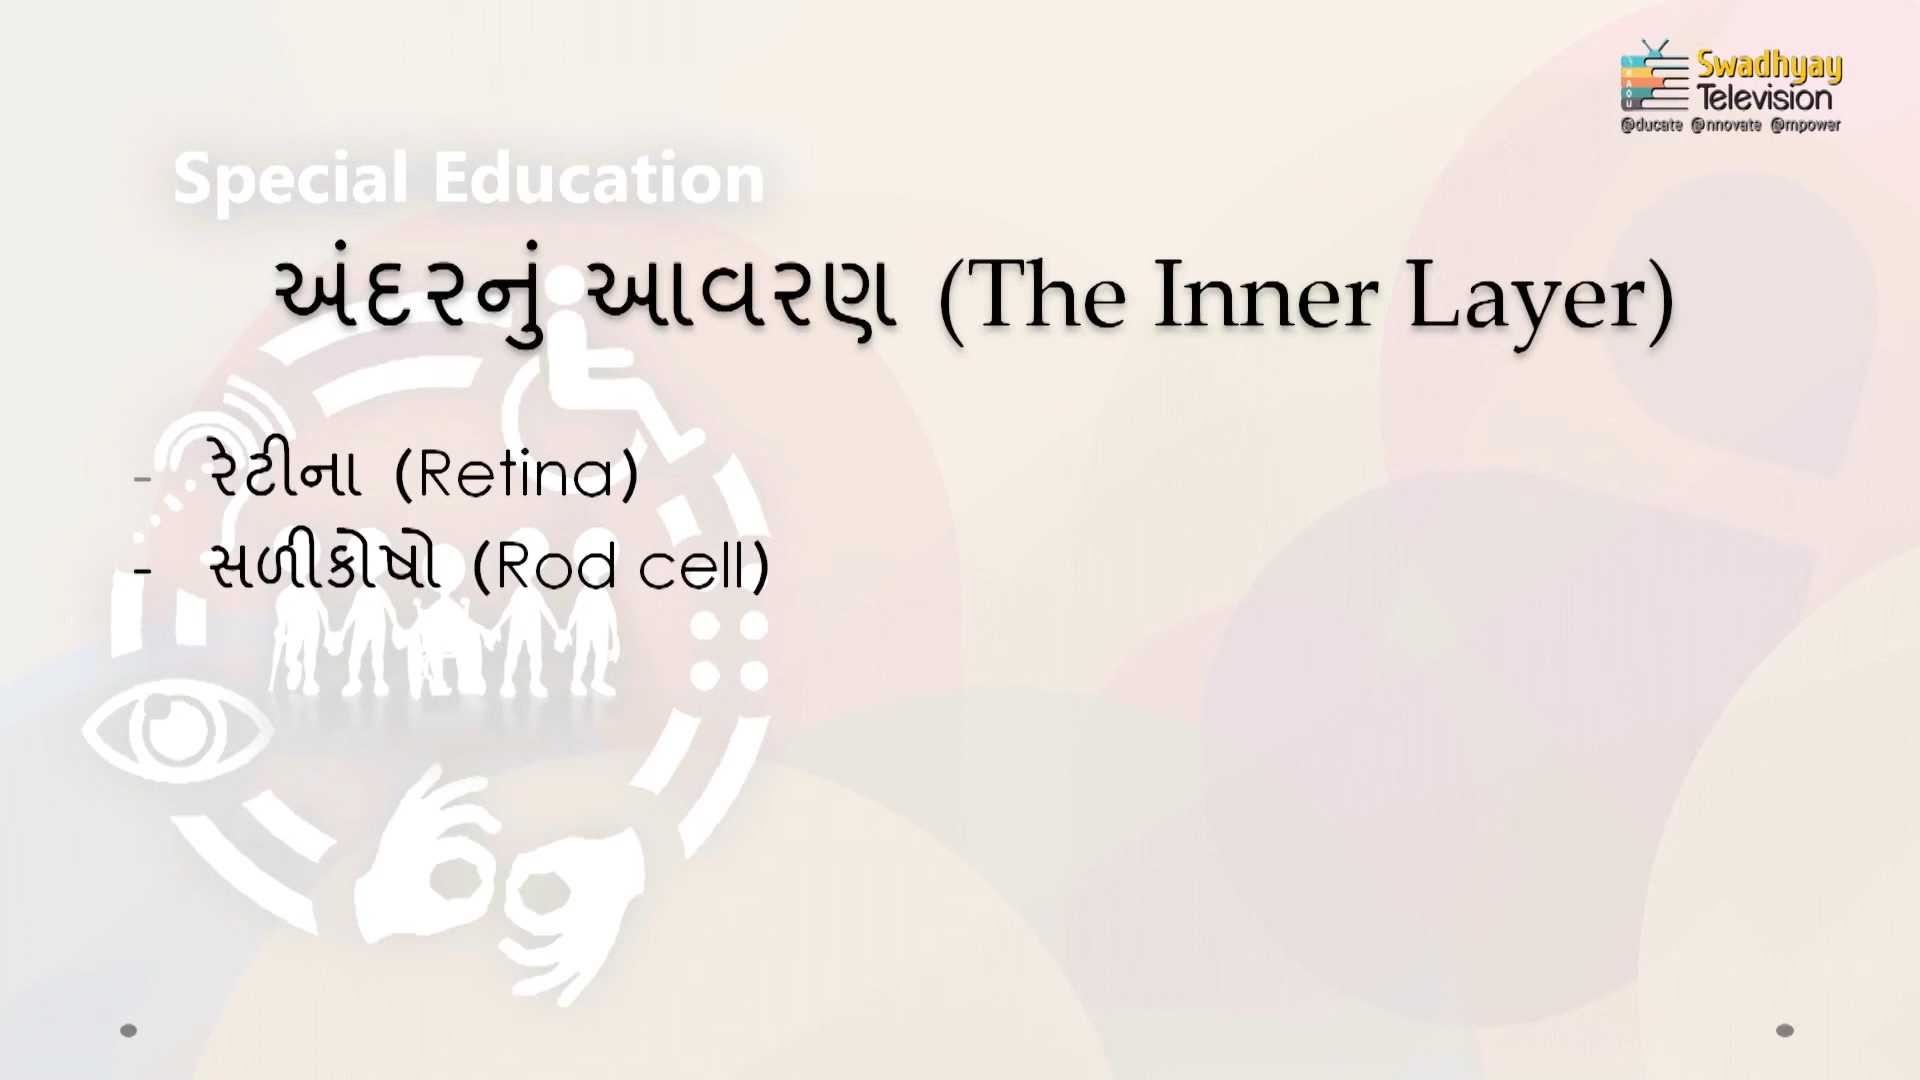 Swadhyay
Television
@ducate @nnovate @mpower
Special Education
અંદરનું આવરણ (The Inner Layer)
- રેટીના (Retina)
- સળીકોષો (Rod cell)